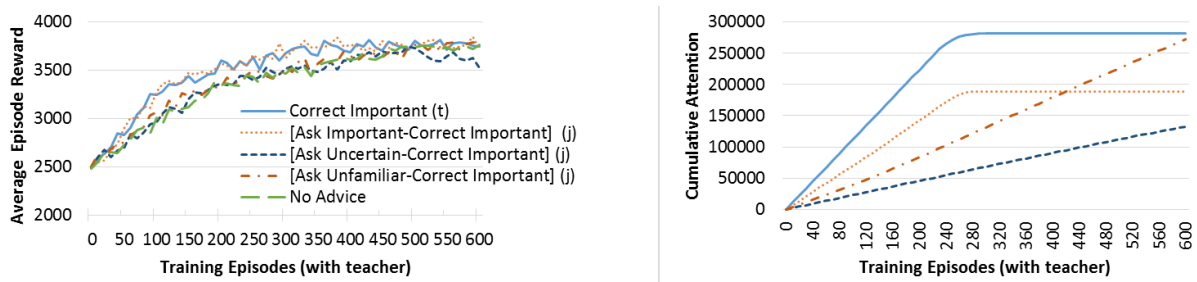 4000
3500
3000
2500
2000
Average Episode Reward
Correct Important (t)
[Ask Important-Correct Important] (j)
[Ask Uncertain-Correct Important] (j)
[Ask Unfamiliar-Correct Important] (j)
No Advice
0 50 100 150 200 250 300 350 400 450 500 550 600
Training Episodes (with teacher)
300000
250000
200000
150000
100000
50000
0
Cumulative Attention
0 40 80 120 160 200 240 280 320 360 400 440 480 520 560 600
Training Episodes (with teacher)